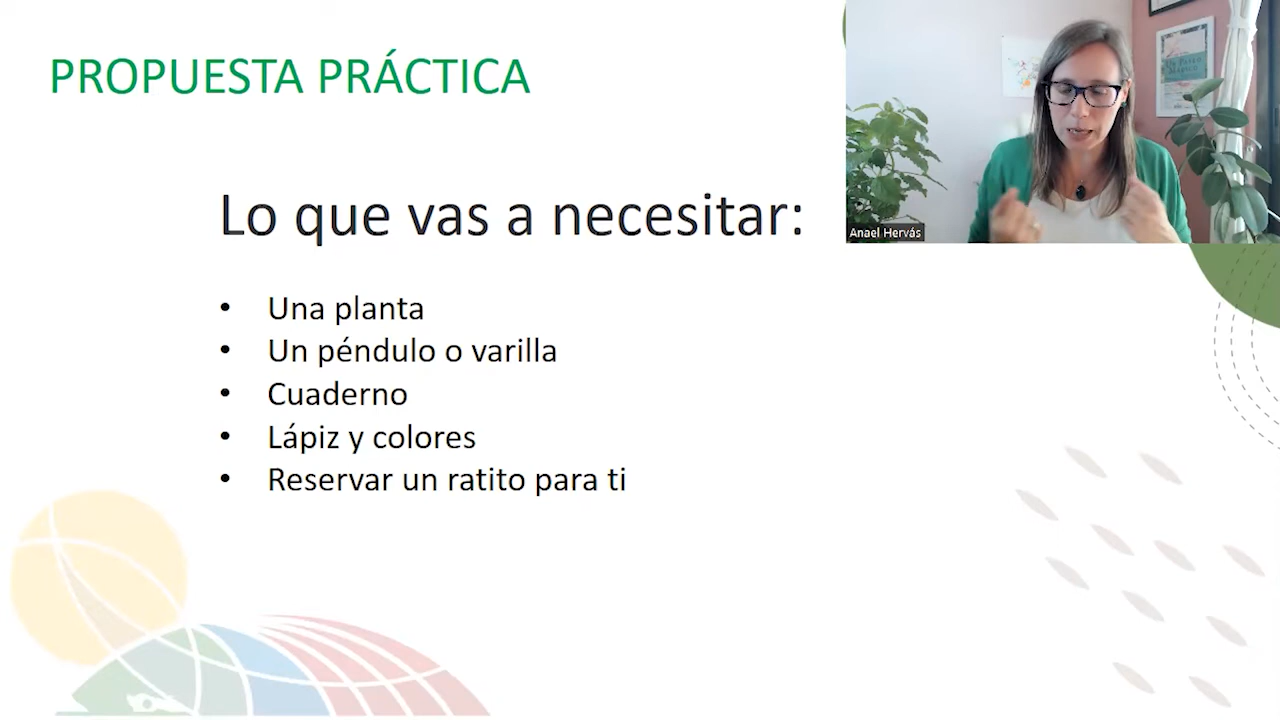 PROPUESTA PRÁCTICA
Lo que vas a necesitar:
• Una planta
• Un péndulo o varilla
• Cuaderno
• Lápiz y colores
• Reservar un ratito para ti
Anael Hervás